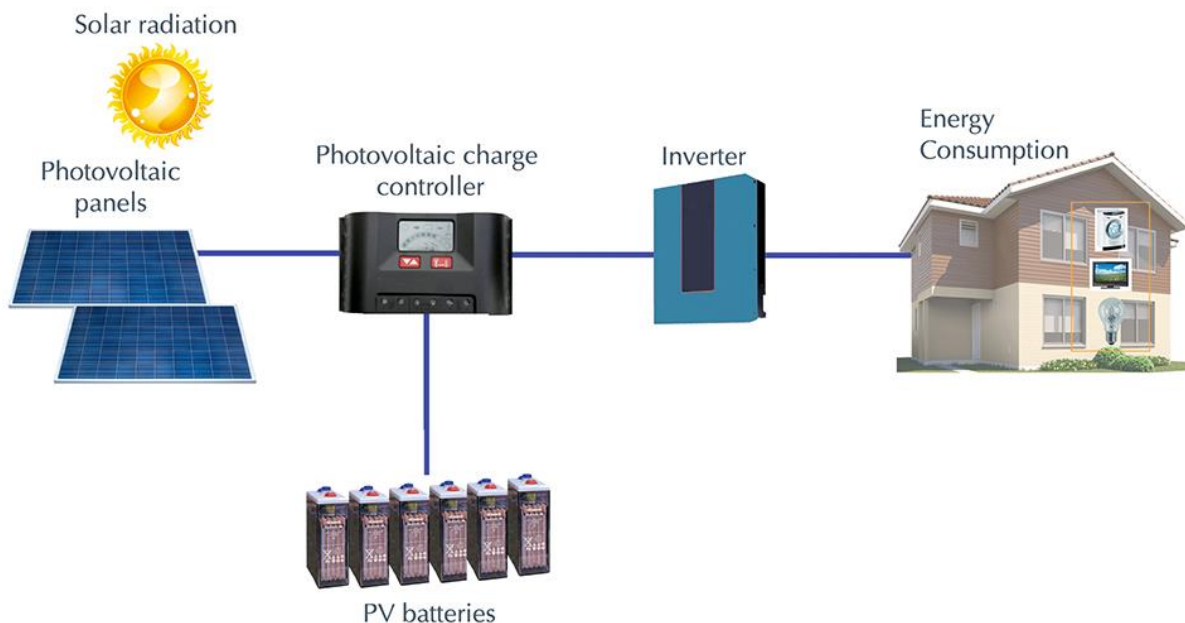 Solar radiation
Photovoltaic
panels
Photovoltaic charge
controller
Inverter
Energy
Consumption
PV batteries